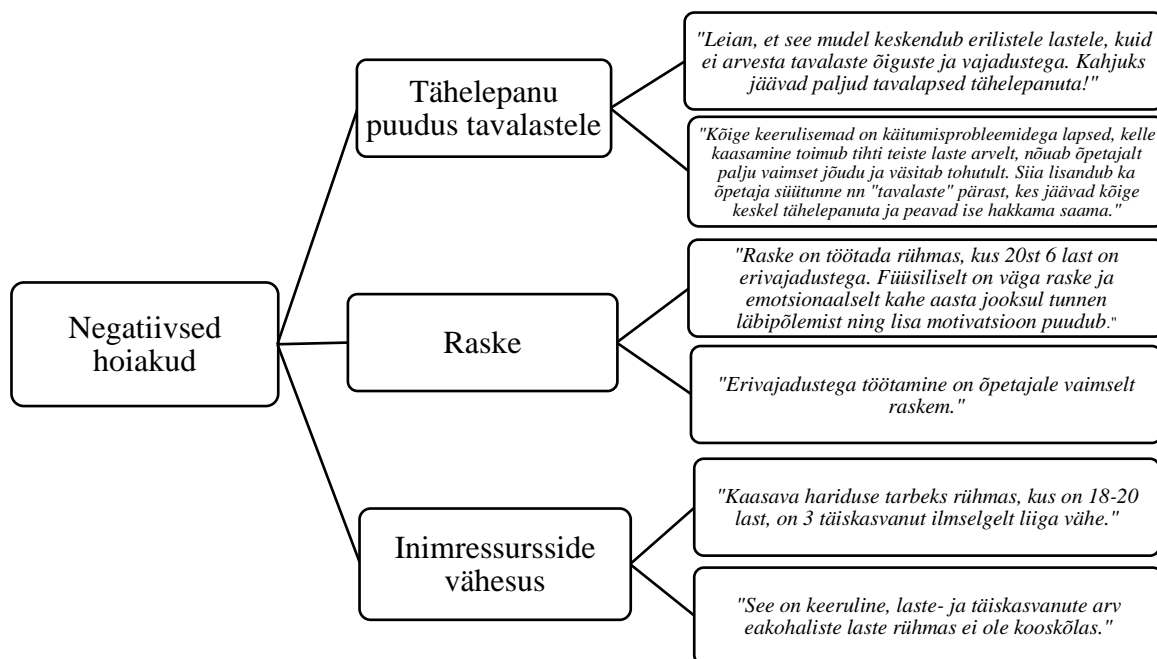 Negatiivsed
hoiakud
Tähelepanu
puudus tavalastele
"Leian, et see mudel keskendub erilistele lastele, kuid
ei arvesta tavalaste õiguste ja vajadustega. Kahjuks
jäävad paljud tavalapsed tähelepanuta!"
"Kõige keerulisemad on käitumisprobleemidega lapsed, kelle
kaasamine toimub tihti teiste laste arvelt, nõuab õpetajalt
palju vaimset jõudu ja väsitab tohutult. Siia lisandub ka
õpetaja süütunne nn "tavalaste" pärast, kes jäävad kõige
keskel tähelepanuta ja peavad ise hakkama saama."
Raske
"Raske on töötada rühmas, kus 20st 6 last on
erivajadustega. Füüsiliselt on väga raske ja
emotsionaalselt kahe aasta jooksul tunnen
läbipõlemist ning lisa motivatsioon puudub."
"Erivajadustega töötamine on õpetajale vaimselt
raskem."
Inimressursside
vähesus
"Kaasava hariduse tarbeks rühmas, kus on 18-20
last, on 3 täiskasvanut ilmselgelt liiga vähe."
"See on keeruline, laste- ja täiskasvanute arv
eakohaliste laste rühmas ei ole kooskõlas."